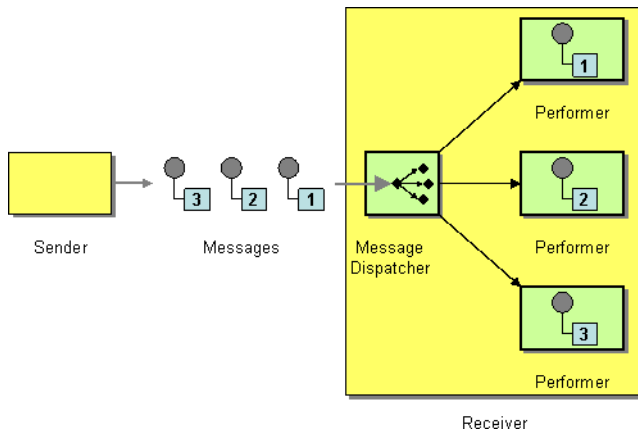 1
Performer
3
2
1
2
Sender
Messages
Message
Dispatcher
Performer
3
Performer
Receiver